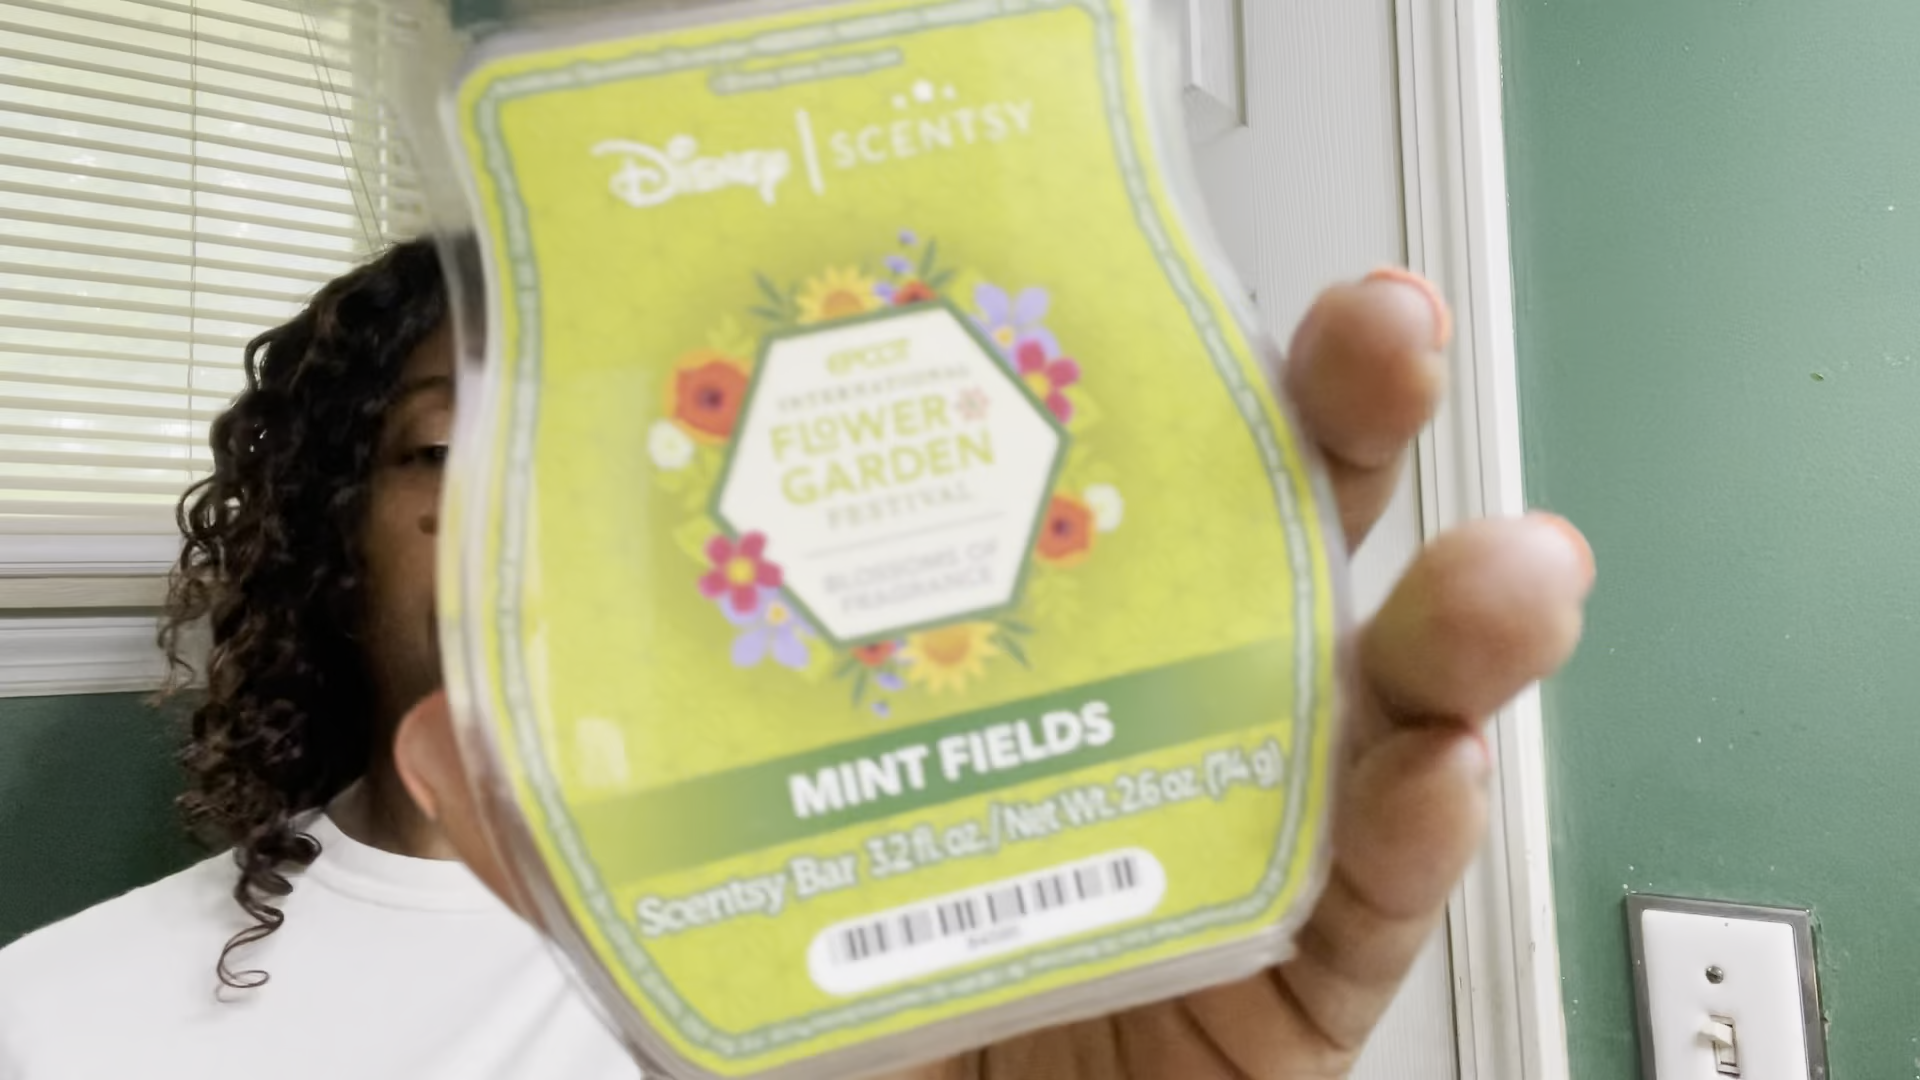 Disney | SCENTSY
epcot
INTERNATIONAL
FLOWER
GARDEN
FESTIVAL
BLOSSOMS OF
FRAGRANCE
MINT FIELDS
Scentsy Bar 3.2 fl. oz. / Net Wt. 2.6 oz. (74 g)